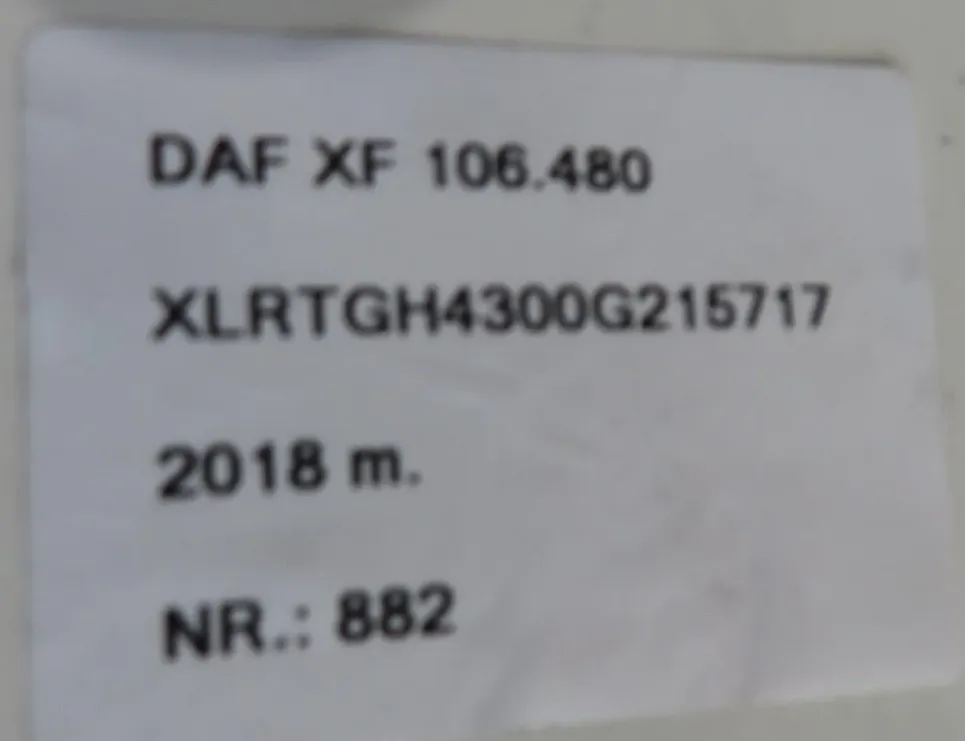 DAF XF 106.480
XLRTGH4300G215717
2018 m.
NR.: 882